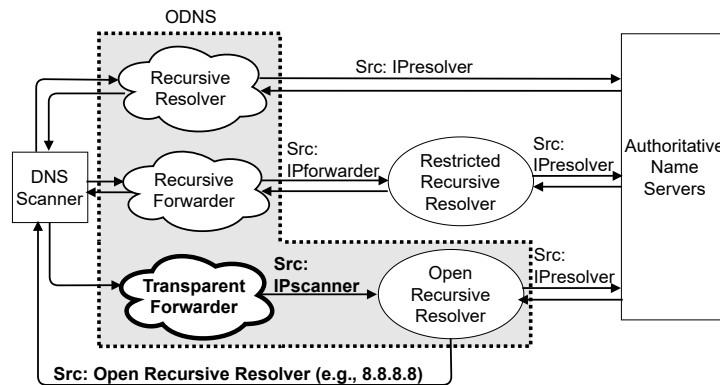 ODNS
Recursive
Resolver
Src: IPresolver
DNS
Scanner
Recursive
Forwarder
Src:
IPforwarder
Restricted
Recursive
Resolver
Src:
IPresolver
Authoritative
Name
Servers
Transparent
Forwarder
Src:
IPscanner
Open
Recursive
Resolver
Src:
IPresolver
Src: Open Recursive Resolver (e.g., 8.8.8.8)